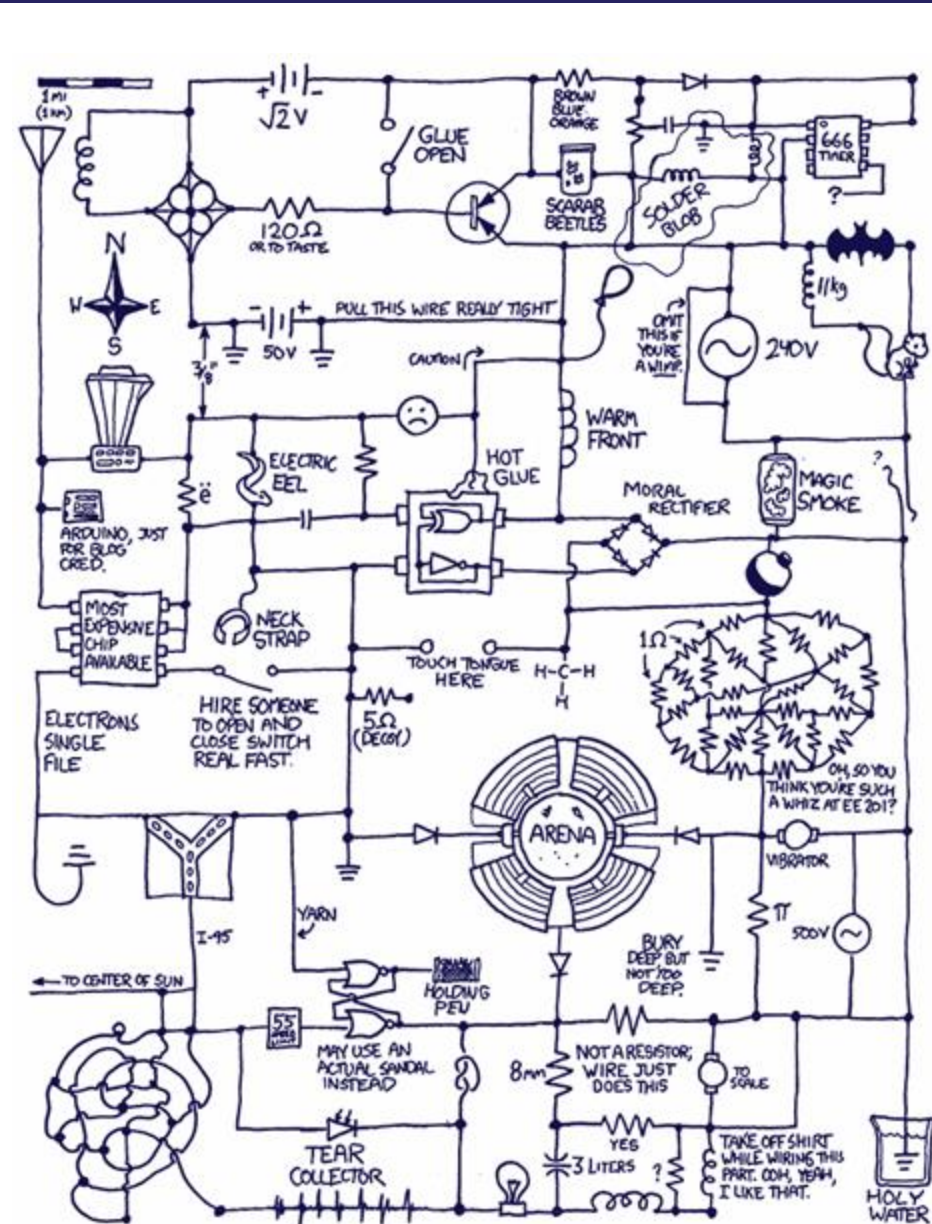 1 MI
(1 KM)
+ -
√2 V
GLUE
OPEN
BROWN
BLUE
ORANGE
666
TIMER
?
120Ω
OR TO TASTE
SCARAB
BEETLES
SOLDER
BLOB
N
W E
S
- +
50V
PULL THIS WIRE REALLY TIGHT
CAUTION
OMIT
THIS IF
YOU'RE
A WIMP.
240V
11kg
3/8"
ELECTRIC
EEL
WARM
FRONT
HOT
GLUE
ë
MORAL
RECTIFIER
MAGIC
SMOKE
?
ARDUINO, JUST
FOR BLOG
CRED.
MOST
EXPENSIVE
CHIP
AVAILABLE
NECK
STRAP
TOUCH TONGUE
HERE
H-C-H
H
1Ω
ELECTRONS
SINGLE
FILE
HIRE SOMEONE
TO OPEN AND
CLOSE SWITCH
REAL FAST.
5Ω
(DECOY)
OH, SO YOU
THINK YOU'RE SUCH
A WHIZ AT EE 201?
ARENA
VIBRATOR
YARN
I-95
π
500V
BURY
DEEP, BUT
NOT TOO
DEEP.
TO CENTER OF SUN
HOLDING
PEN
55
MAY USE AN
ACTUAL SANDAL
INSTEAD
8mm
NOT A RESISTOR;
WIRE JUST
DOES THIS
TO
SCALE
TEAR
COLLECTOR
YES
3 LITERS
?
TAKE OFF SHIRT
WHILE WIRING THIS
PART. OOH, YEAH,
I LIKE THAT.
HOLY
WATER